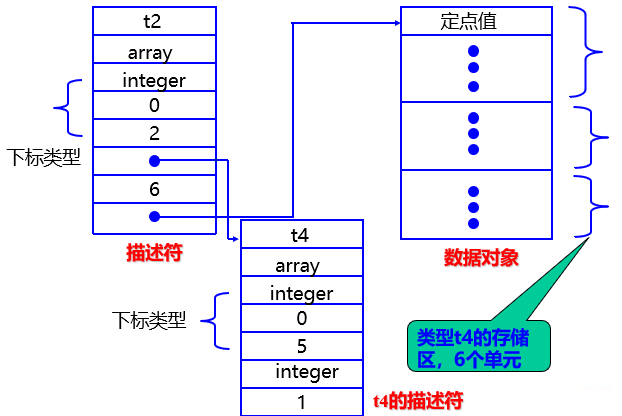 t2
array
integer
0
2
下标类型
6
描述符
定点值
数据对象
t4
array
integer
0
5
下标类型
integer
1
t4的描述符
类型t4的存储
区，6个单元